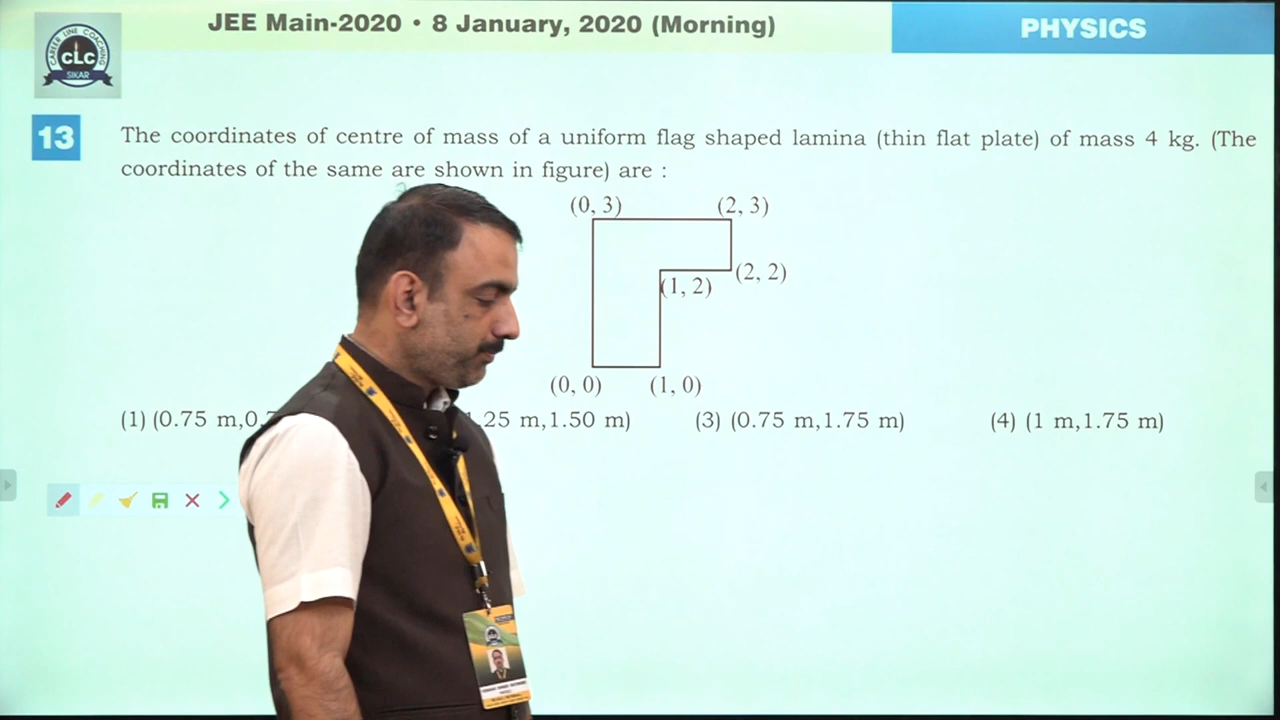 JEE Main-2020 • 8 January, 2020 (Morning)
PHYSICS
CAREER LINE COACHING
CLC
SIKAR
13
The coordinates of centre of mass of a uniform flag shaped lamina (thin flat plate) of mass 4 kg. (The
coordinates of the same are shown in figure) are :
(0, 3)
(2, 3)
(2, 2)
(1, 2)
(0, 0)
(1, 0)
(1) (0.75 m,0. .25 m,1.50 m) (3) (0.75 m,1.75 m) (4) (1 m,1.75 m)